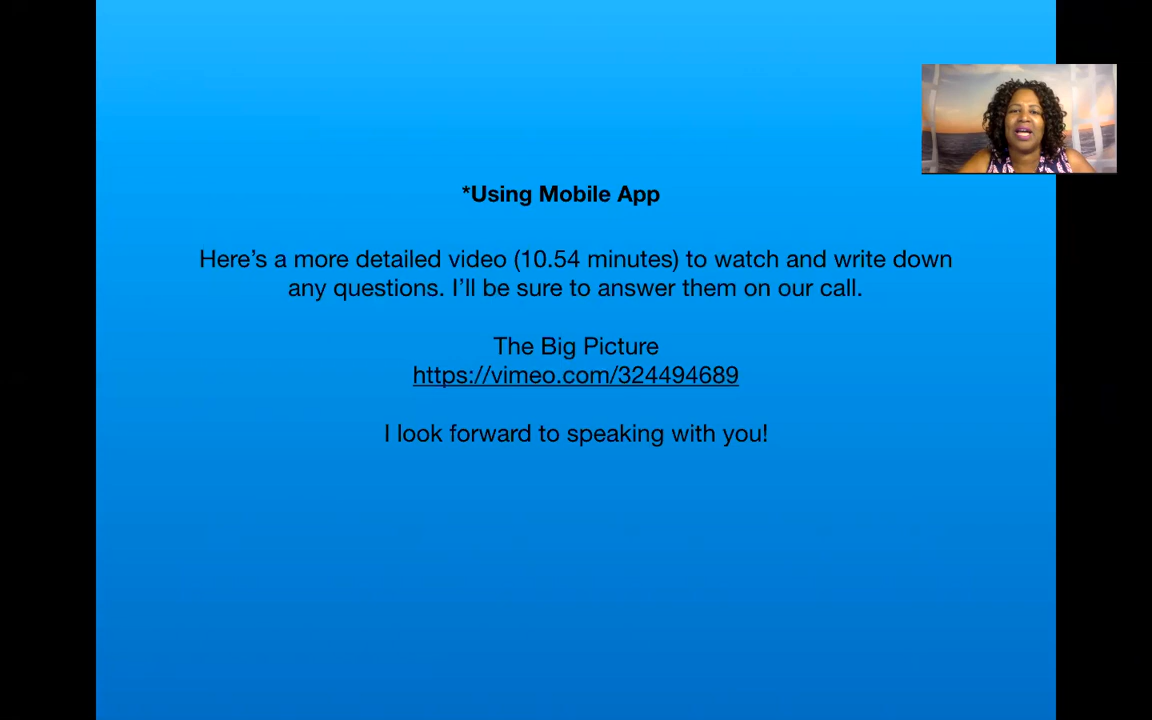 *Using Mobile App
Here’s a more detailed video (10.54 minutes) to watch and write down
any questions. I’ll be sure to answer them on our call.
The Big Picture
https://vimeo.com/324494689
I look forward to speaking with you!